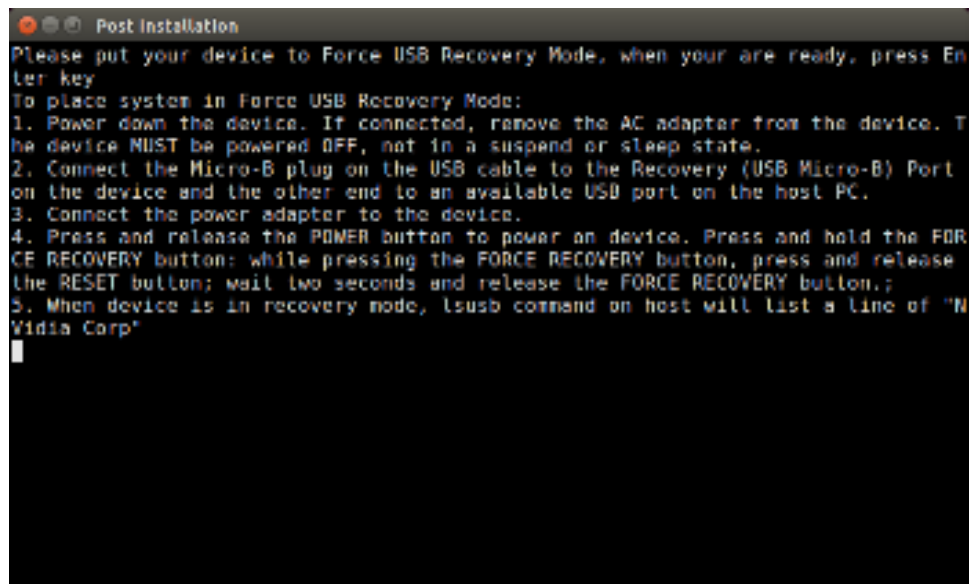 Post Installation
Please put your device to Force USB Recovery Mode, when your are ready, press En
ter key
To place system in Force USB Recovery Mode:
1. Power down the device. If connected, remove the AC adapter from the device. T
he device MUST be powered OFF, not in a suspend or sleep state.
2. Connect the Micro-B plug on the USB cable to the Recovery (USB Micro-B) Port
on the device and the other end to an available USB port on the host PC.
3. Connect the power adapter to the device.
4. Press and release the POWER button to power on device. Press and hold the FOR
CE RECOVERY button: while pressing the FORCE RECOVERY button, press and release
the RESET button; wait two seconds and release the FORCE RECOVERY button.;
5. When device is in recovery mode, lsusb command on host will list a line of "N
Vidia Corp"